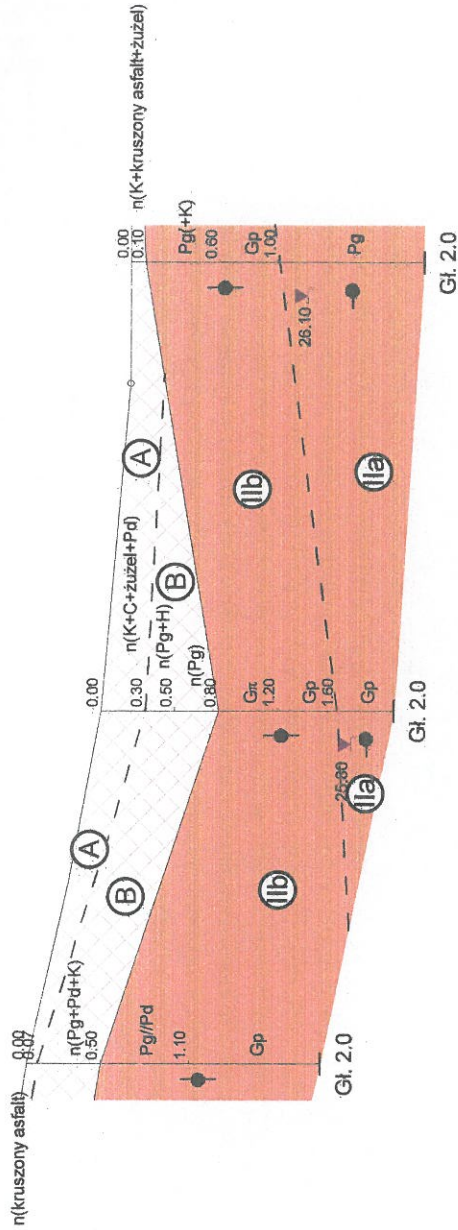 n(kruszony asfalt)
0.00
0.07
n(Pg+Pd+K)
0.50
Pg//Pd
1.10
Gp
Gł. 2.0
A
B
IIb
0.00
n(K+C+żużel+Pd)
0.30
n(Pg+H)
0.50
n(Pg)
0.80
Gπ
1.20
Gp
1.60
Gp
25.80
Gł. 2.0
IIa
A
B
IIb
IIa
n(K+kruszony asfalt+żużel)
0.00
0.10
Pg(+K)
0.60
Gp
1.00
26.10
Pg
Gł. 2.0